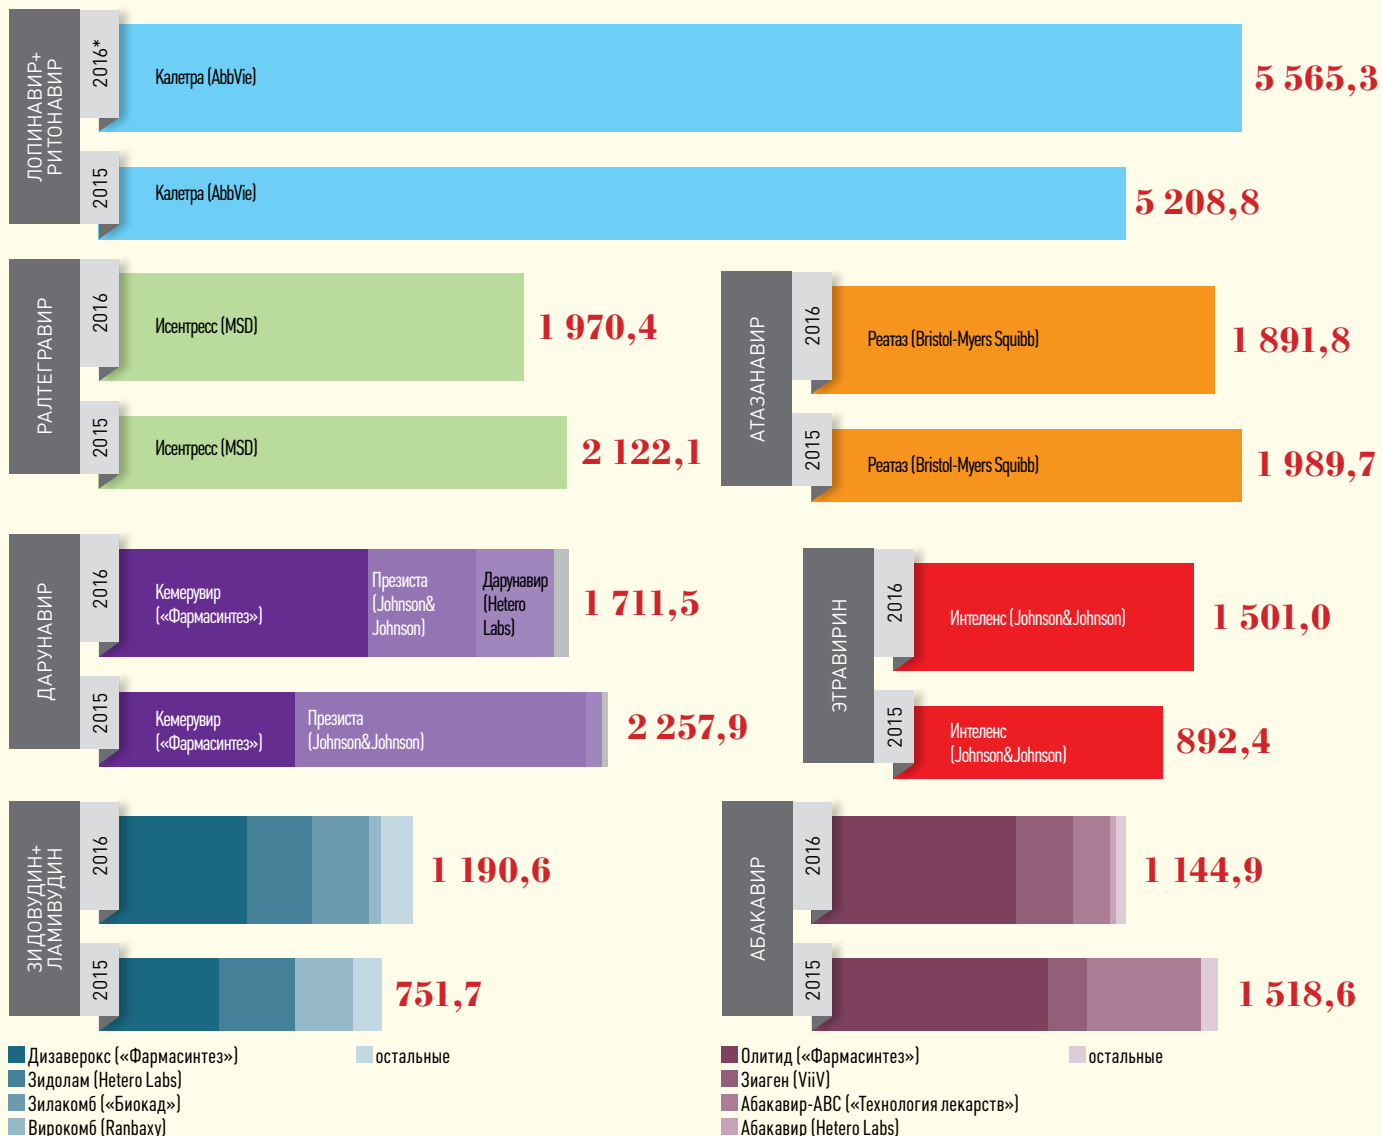 ЛОПИНАВИР+
РИТОНАВИР
2016*
Калетра (AbbVie)
5 565,3
2015
Калетра (AbbVie)
5 208,8
РАЛТЕГРАВИР
2016
Исентресс (MSD)
1 970,4
2015
Исентресс (MSD)
2 122,1
АТАЗАНАВИР
2016
Реатаз (Bristol-Myers Squibb)
1 891,8
2015
Реатаз (Bristol-Myers Squibb)
1 989,7
ДАРУНАВИР
2016
Кемерувир
(«Фармасинтез»)
Презиста
(Johnson&
Johnson)
Дарунавир
(Hetero
Labs)
1 711,5
2015
Кемерувир
(«Фармасинтез»)
Презиста
(Johnson&Johnson)
2 257,9
ЭТРАВИРИН
2016
Интеленс (Johnson&Johnson)
1 501,0
2015
Интеленс
(Johnson&Johnson)
892,4
ЗИДОВУДИН+
ЛАМИВУДИН
2016
1 190,6
2015
751,7
Дизаверокс («Фармасинтез»)
Зидолам (Hetero Labs)
Зилакомб («Биокад»)
Вирокомб (Ranbaxy)
остальные
АБАКАВИР
2016
1 144,9
2015
1 518,6
Олитид («Фармасинтез»)
Зиаген (ViiV)
Абакавир-АВС («Технология лекарств»)
Абакавир (Hetero Labs)
остальные